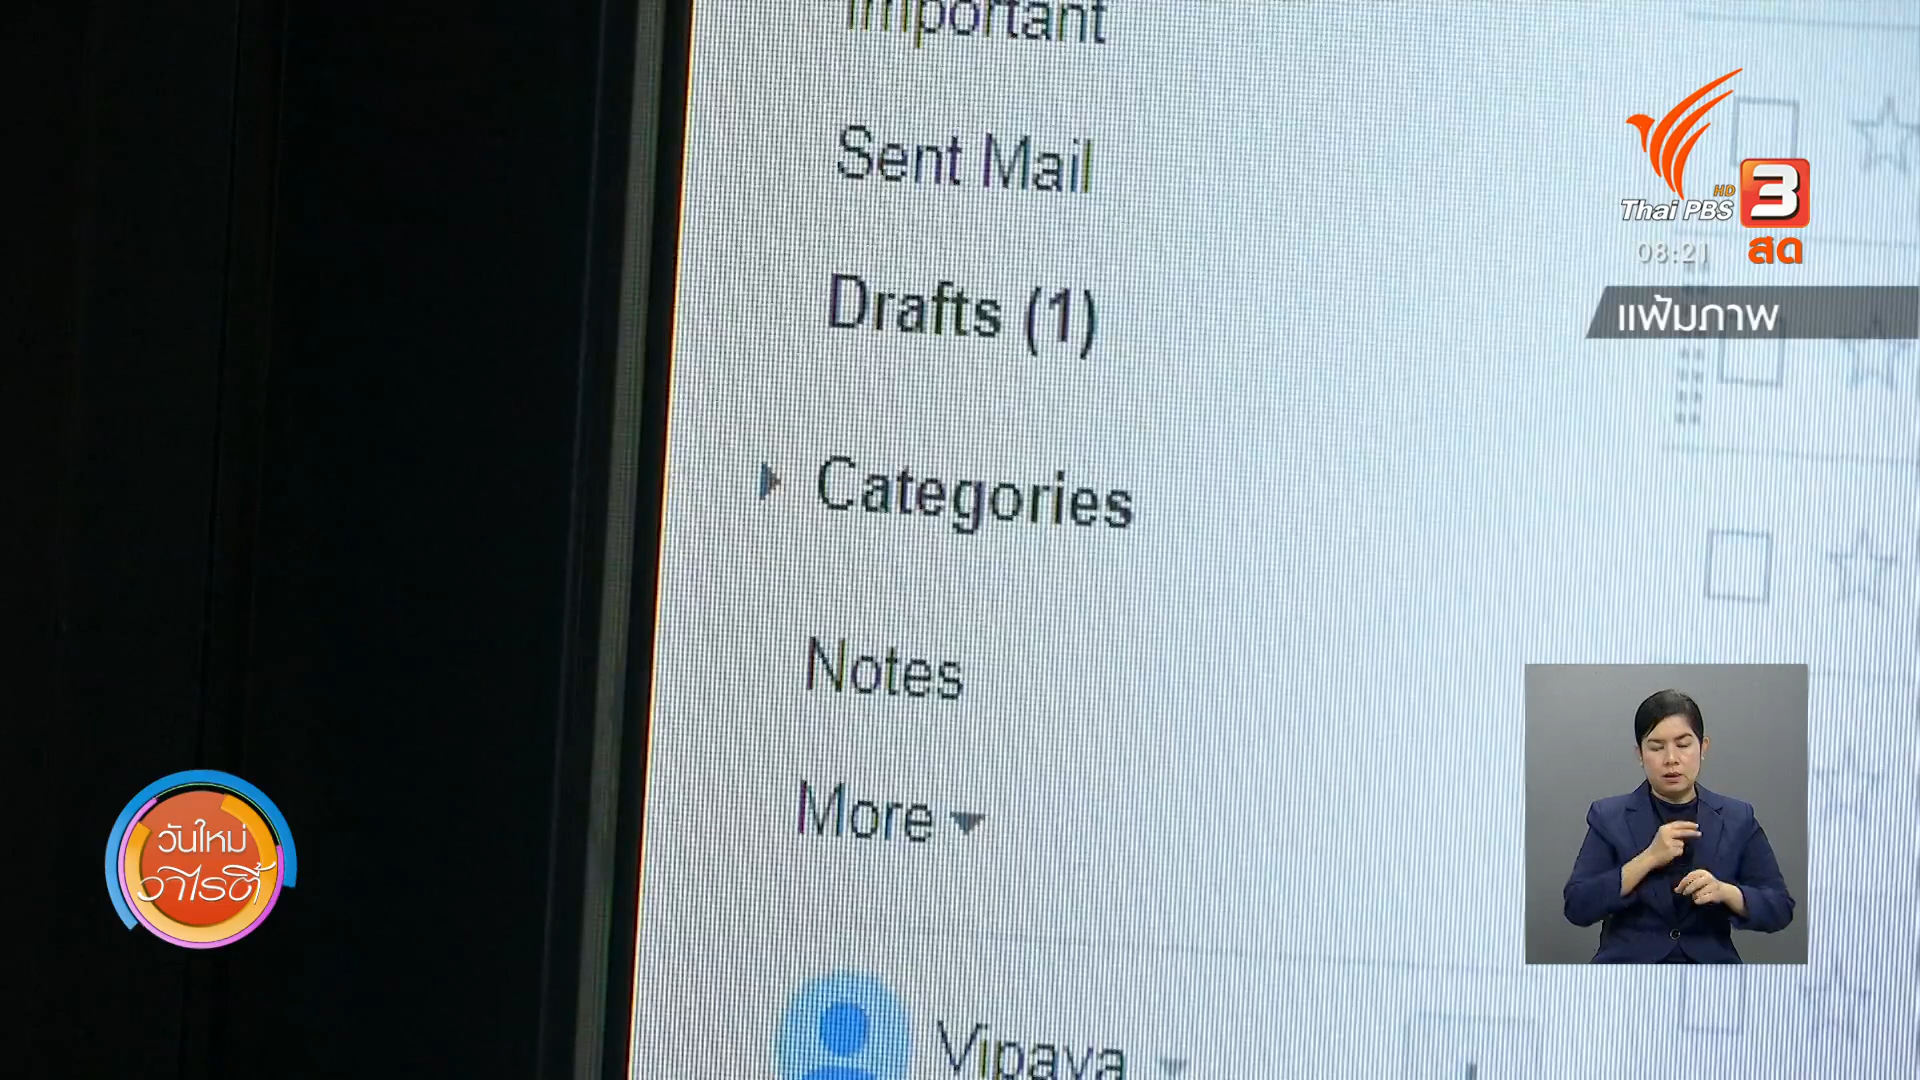 Important
Sent Mail
Drafts (1)
Categories
Notes
More
Vipava
Thai PBS
HD
3
08:21
สด
แฟ้มภาพ
วันใหม่
วาไรตี้